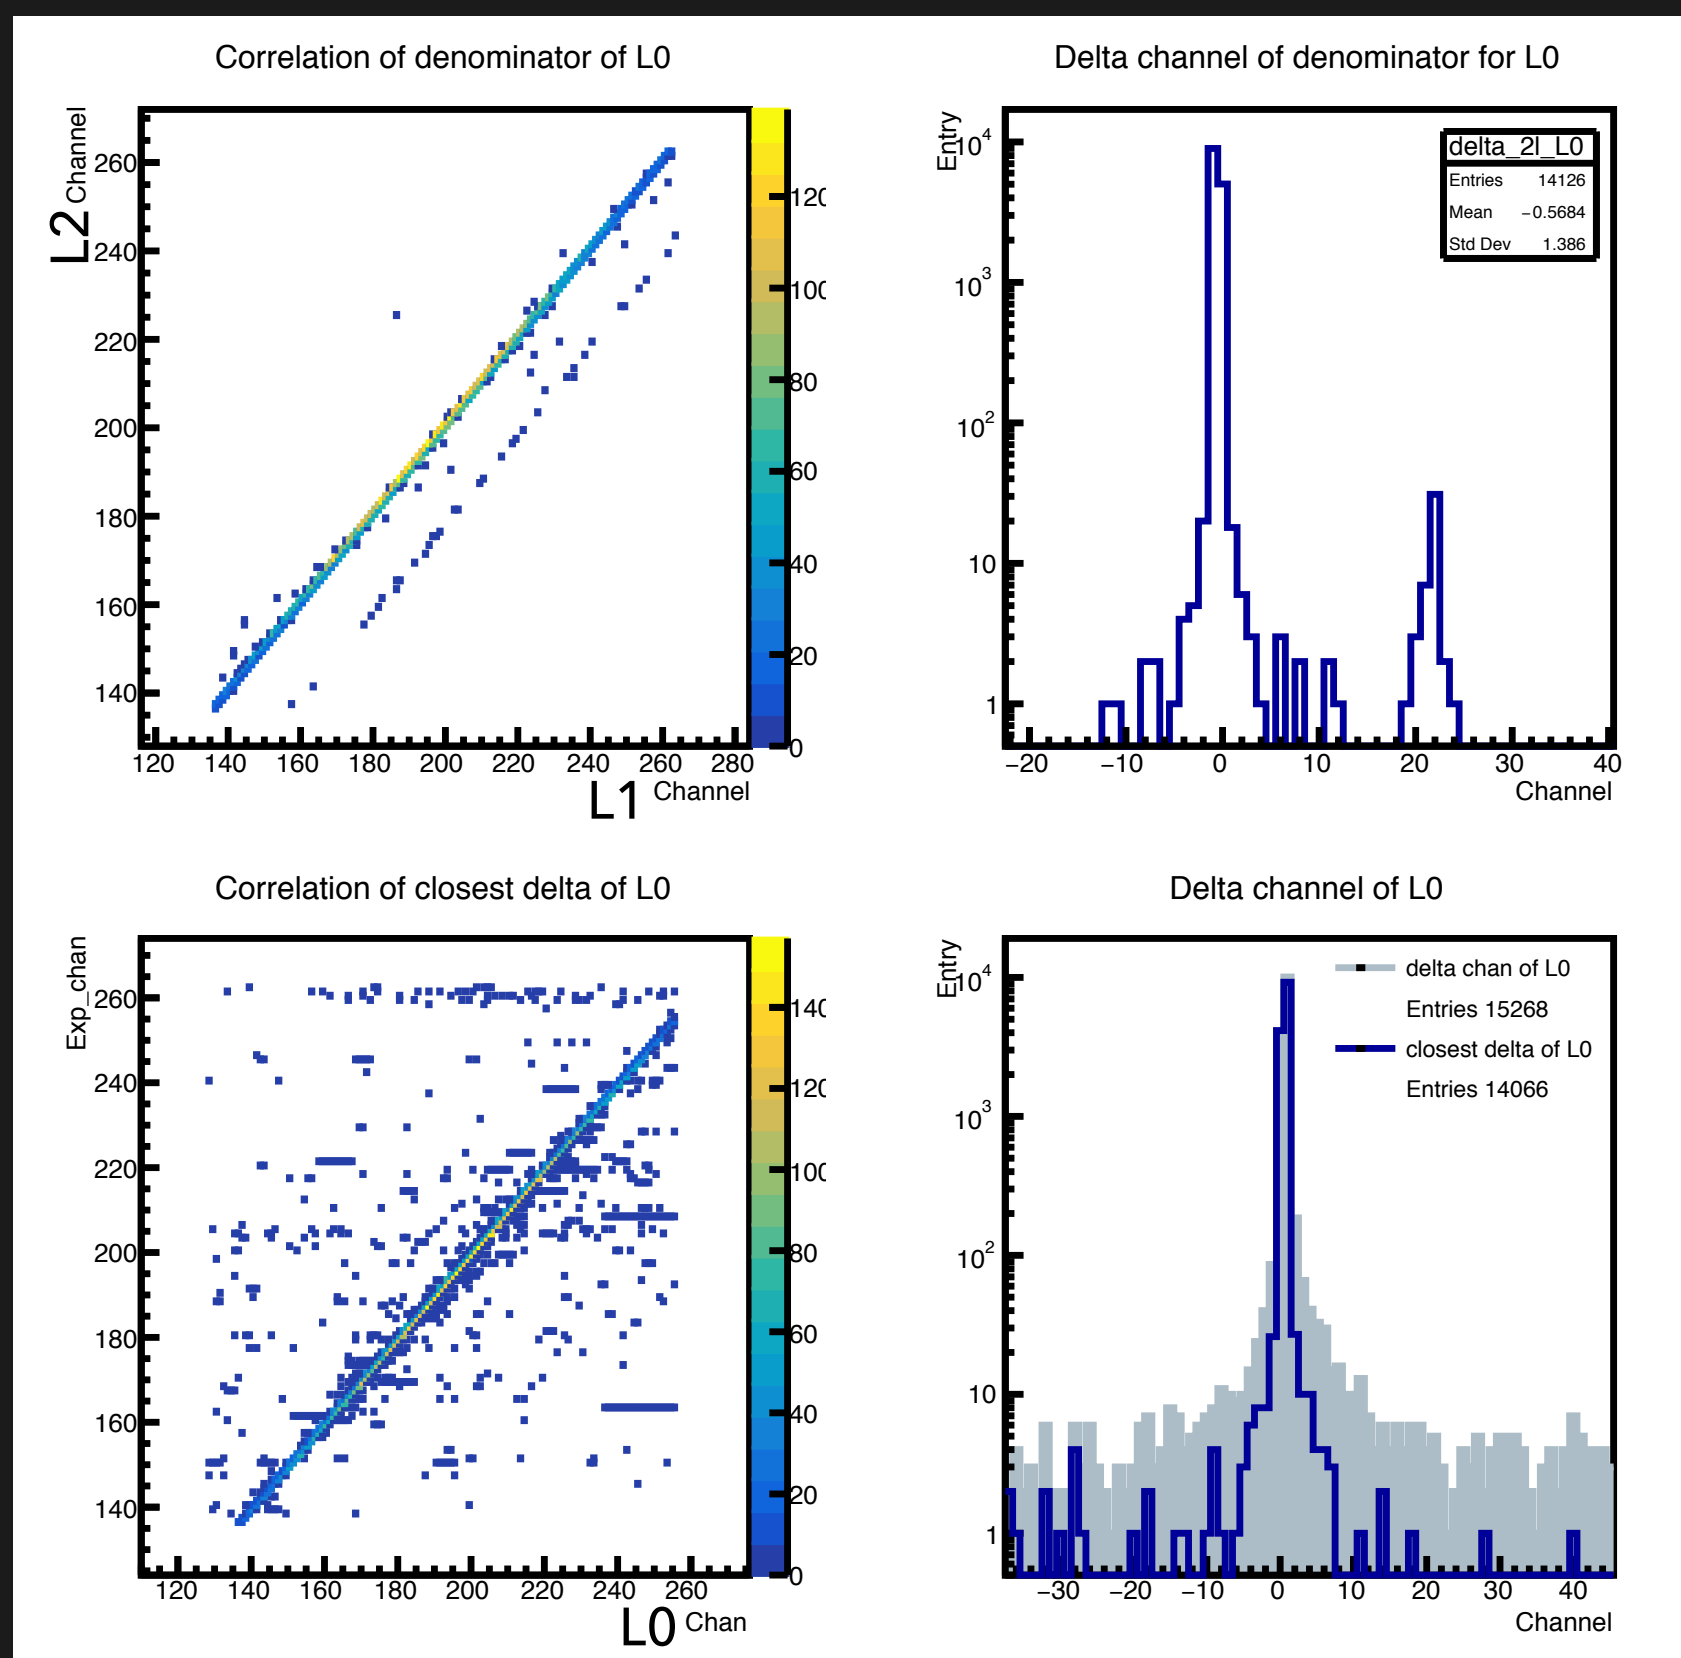 Correlation of denominator of L0
L2 Channel
260
240
220
200
180
160
140
120 140 160 180 200 220 240 260 280
L1 Channel
120
100
80
60
40
20
0
Delta channel of denominator for L0
Entry
10^4
10^3
10^2
10
1
−20 −10 0 10 20 30 40
Channel
delta_2l_L0
Entries 14126
Mean −0.5684
Std Dev 1.386
Correlation of closest delta of L0
Exp_chan
260
240
220
200
180
160
140
120 140 160 180 200 220 240 260
L0 Chan
140
120
100
80
60
40
20
0
Delta channel of L0
Entry
10^4
10^3
10^2
10
1
−30 −20 −10 0 10 20 30 40
Channel
delta chan of L0
Entries 15268
closest delta of L0
Entries 14066